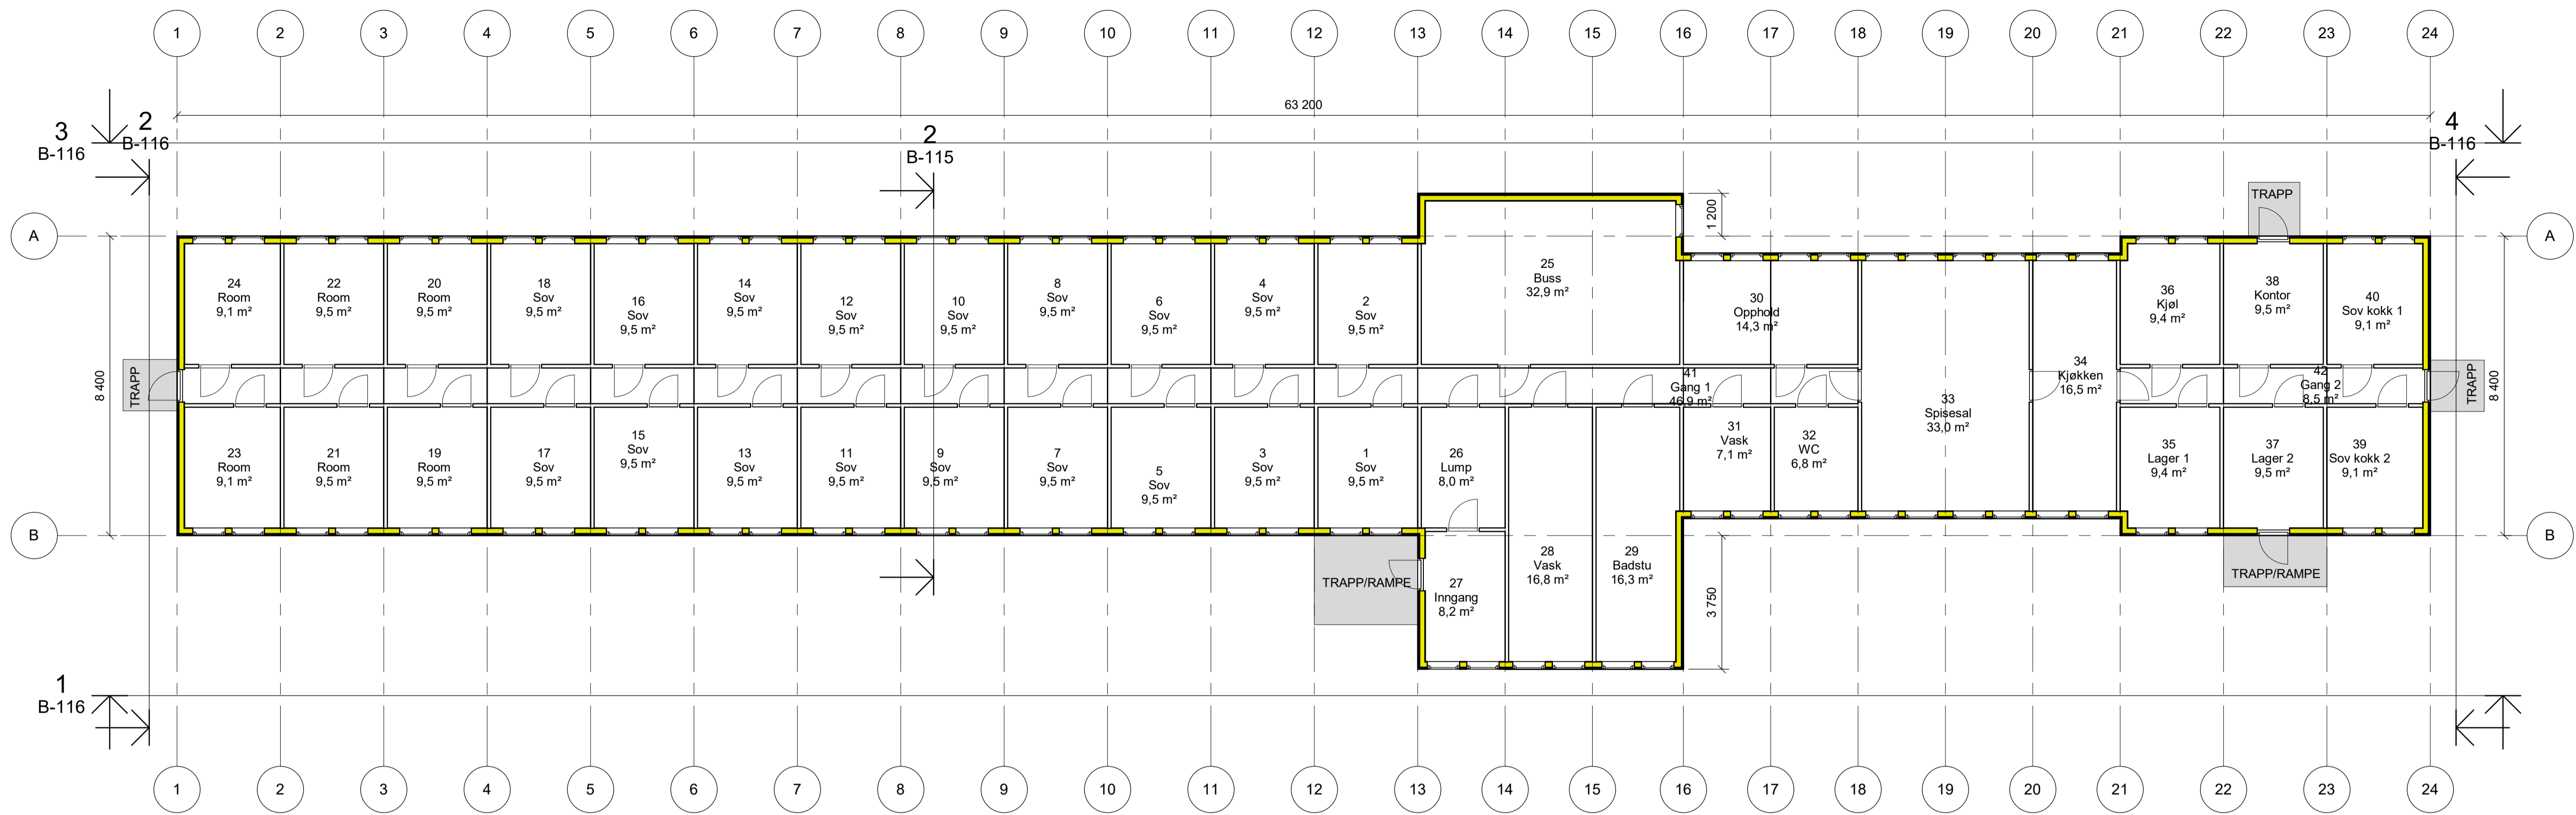 1 2 3 4 5 6 7 8 9 10 11 12 13 14 15 16 17 18 19 20 21 22 23 24
63 200
3
B-116
2
B-116
2
B-115
4
B-116
TRAPP
1 200
A
A
24
Room
9,1 m²
22
Room
9,5 m²
20
Room
9,5 m²
18
Sov
9,5 m²
16
Sov
9,5 m²
14
Sov
9,5 m²
12
Sov
9,5 m²
10
Sov
9,5 m²
8
Sov
9,5 m²
6
Sov
9,5 m²
4
Sov
9,5 m²
2
Sov
9,5 m²
25
Buss
32,9 m²
30
Opphold
14,3 m²
36
Kjøl
9,4 m²
38
Kontor
9,5 m²
40
Sov kokk 1
9,1 m²
8 400
TRAPP
41
Gang 1
46,9 m²
33
Spisesal
33,0 m²
34
Kjøkken
16,5 m²
42
Gang 2
8,5 m²
TRAPP
8 400
23
Room
9,1 m²
21
Room
9,5 m²
19
Room
9,5 m²
17
Sov
9,5 m²
15
Sov
9,5 m²
13
Sov
9,5 m²
11
Sov
9,5 m²
9
Sov
9,5 m²
7
Sov
9,5 m²
5
Sov
9,5 m²
3
Sov
9,5 m²
1
Sov
9,5 m²
26
Lump
8,0 m²
31
Vask
7,1 m²
32
WC
6,8 m²
35
Lager 1
9,4 m²
37
Lager 2
9,5 m²
39
Sov kokk 2
9,1 m²
B
B
TRAPP/RAMPE
27
Inngang
8,2 m²
28
Vask
16,8 m²
29
Badstu
16,3 m²
3 750
TRAPP/RAMPE
1
B-116
1 2 3 4 5 6 7 8 9 10 11 12 13 14 15 16 17 18 19 20 21 22 23 24